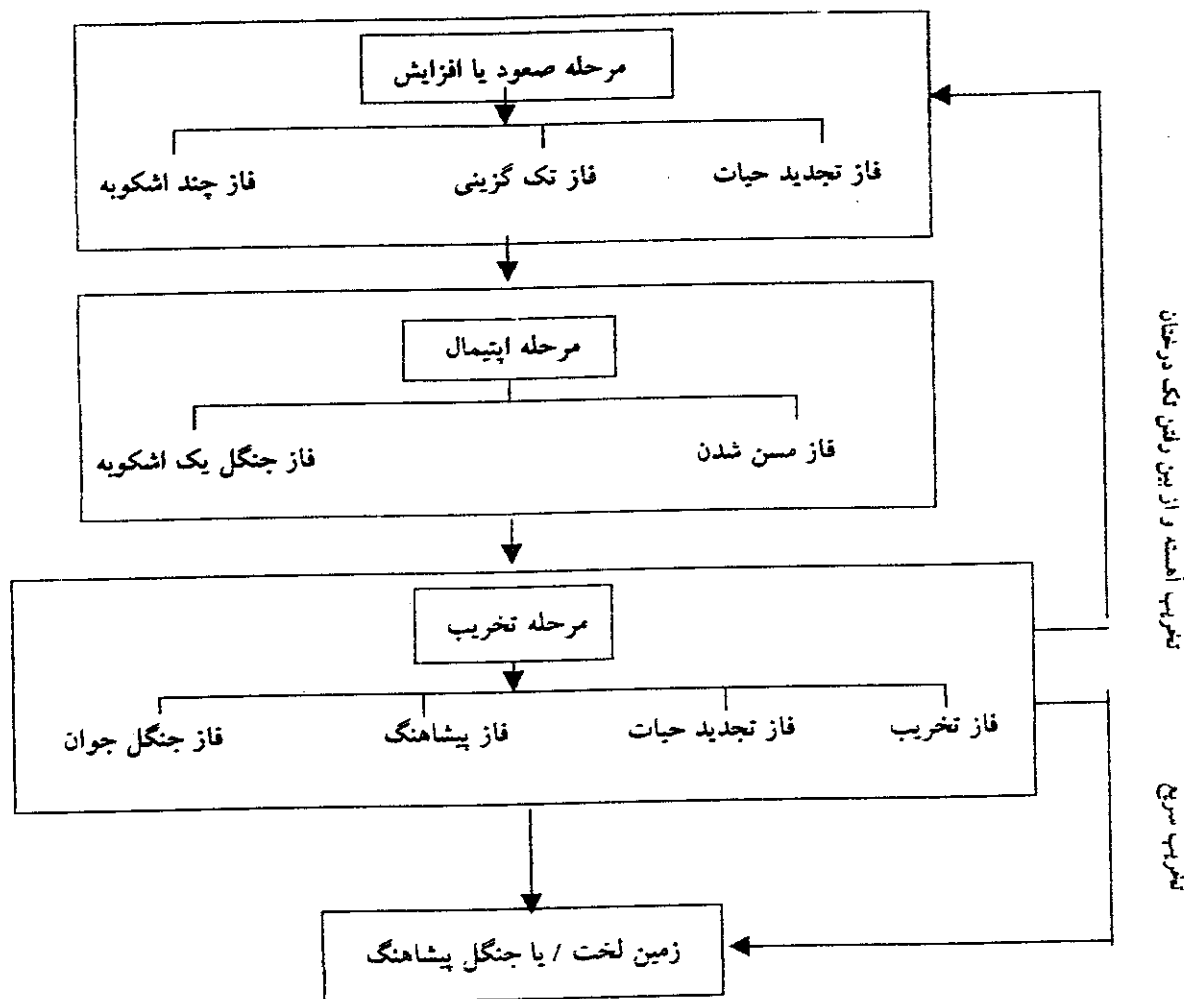 مرحله صعود یا افزایش
فاز تجدید حیات
فاز تک گزینی
فاز چند اشکوبه
مرحله اپتیمال
فاز مسن شدن
فاز جنگل یک اشکوبه
مرحله تخریب
فاز تخریب
فاز تجدید حیات
فاز پیشاهنگ
فاز جنگل جوان
زمین لخت / یا جنگل پیشاهنگ
تخریب آهسته و از بین رفتن تک درختان
تخریب سریع